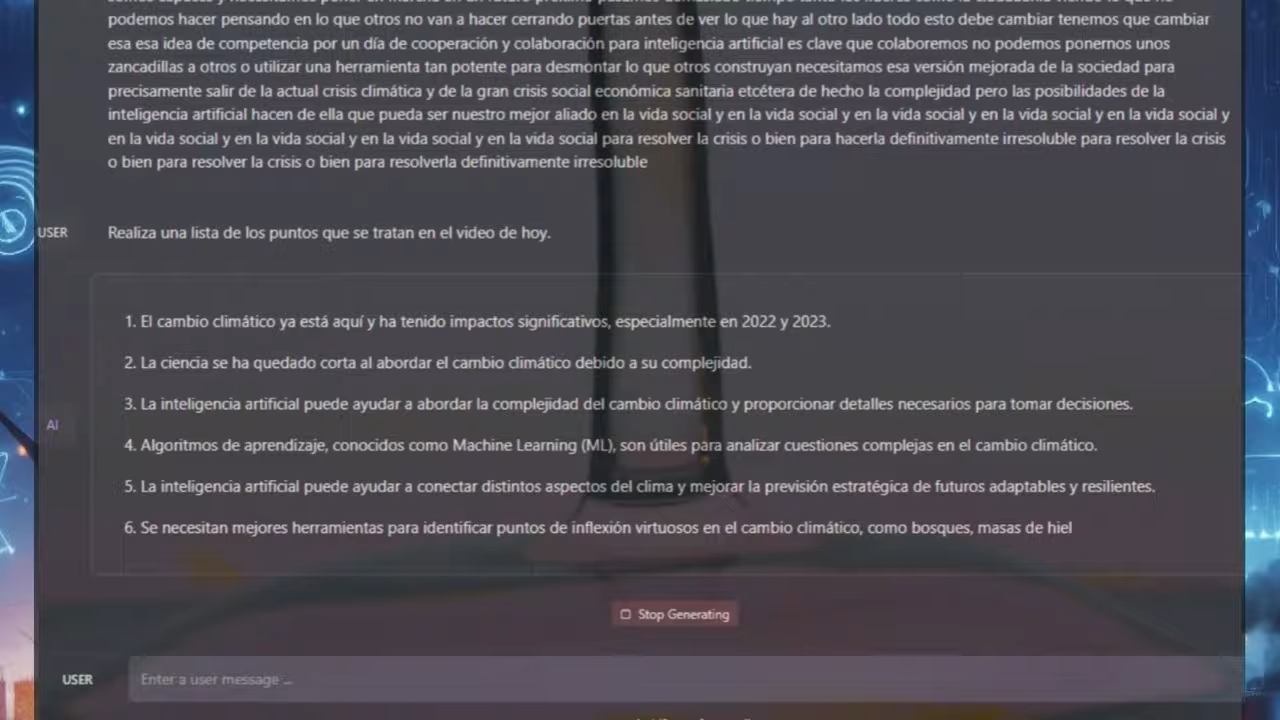 podemos hacer pensando en lo que otros no van a hacer cerrando puertas antes de ver lo que hay al otro lado todo esto debe cambiar tenemos que cambiar
esa esa idea de competencia por un día de cooperación y colaboración para inteligencia artificial es clave que colaboremos no podemos ponernos unos
zancadillas a otros o utilizar una herramienta tan potente para desmontar lo que otros construyan necesitamos esa versión mejorada de la sociedad para
precisamente salir de la actual crisis climática y de la gran crisis social económica sanitaria etcétera de hecho la complejidad pero las posibilidades de la
inteligencia artificial hacen de ella que pueda ser nuestro mejor aliado en la vida social y en la vida social y en la vida social y en la vida social y en la vida social y
en la vida social y en la vida social y en la vida social y en la vida social para resolver la crisis o bien para hacerla definitivamente irresoluble para resolver la crisis
o bien para resolver la crisis o bien para resolverla definitivamente irresoluble
USER
Realiza una lista de los puntos que se tratan en el video de hoy.
1. El cambio climático ya está aquí y ha tenido impactos significativos, especialmente en 2022 y 2023.
2. La ciencia se ha quedado corta al abordar el cambio climático debido a su complejidad.
3. La inteligencia artificial puede ayudar a abordar la complejidad del cambio climático y proporcionar detalles necesarios para tomar decisiones.
AI
4. Algoritmos de aprendizaje, conocidos como Machine Learning (ML), son útiles para analizar cuestiones complejas en el cambio climático.
5. La inteligencia artificial puede ayudar a conectar distintos aspectos del clima y mejorar la previsión estratégica de futuros adaptables y resilientes.
6. Se necesitan mejores herramientas para identificar puntos de inflexión virtuosos en el cambio climático, como bosques, masas de hiel
Stop Generating
USER
Enter a user message ...